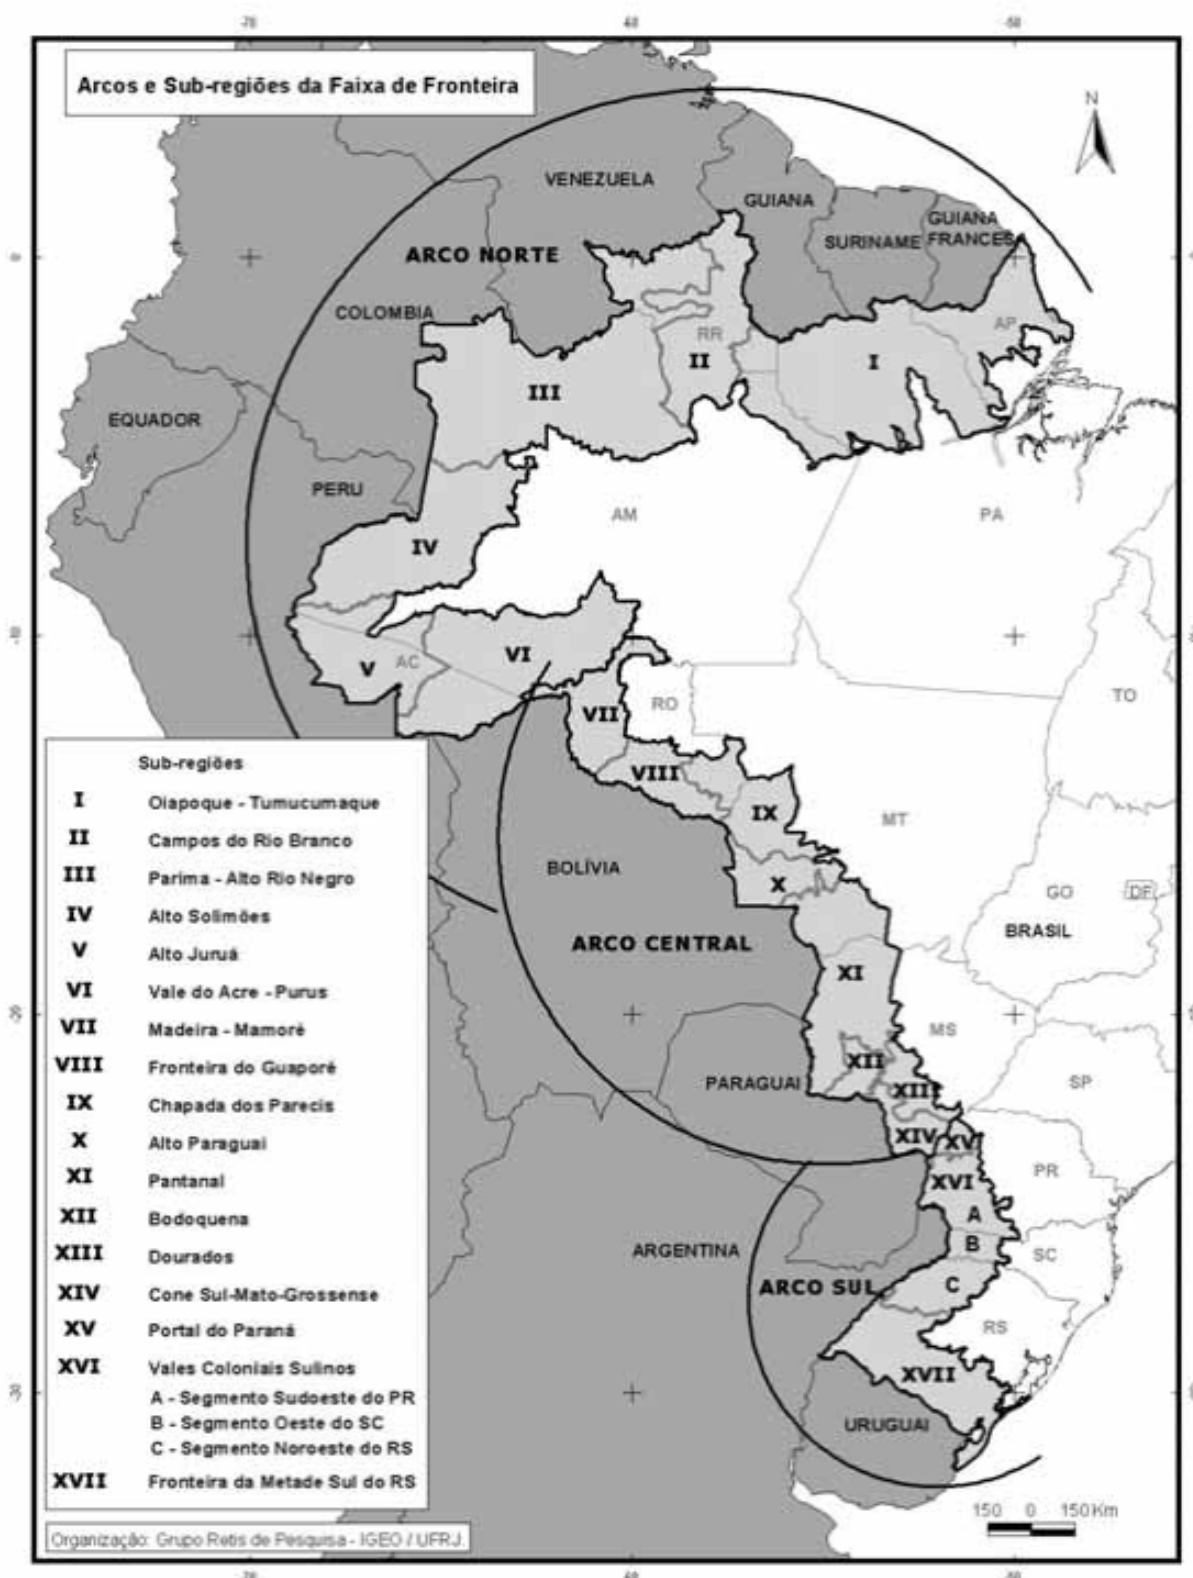 -70
60
-50
Arcos e Sub-regiões da Faixa de Fronteira
N
VENEZUELA
GUIANA
SURINAME
GUIANA
FRANCES
ARCO NORTE
COLOMBIA
RR
AP
II
I
III
EQUADOR
PERU
AM
PA
IV
V
AC
VI
VII
RO
TO
VIII
IX
MT
BOLÍVIA
X
GO
DF
BRASIL
ARCO CENTRAL
XI
MS
XII
PARAGUAI
XIII
SP
XIV
XV
XVI
PR
A
B
ARGENTINA
SC
ARCO SUL
C
RS
XVII
URUGUAI
Sub-regiões
I Oiapoque - Tumucumaque
II Campos do Rio Branco
III Parima - Alto Rio Negro
IV Alto Solimões
V Alto Juruá
VI Vale do Acre - Purus
VII Madeira - Mamoré
VIII Fronteira do Guaporé
IX Chapada dos Parecis
X Alto Paraguai
XI Pantanal
XII Bodoquena
XIII Dourados
XIV Cone Sul-Mato-Grossense
XV Portal do Paraná
XVI Vales Coloniais Sulinos
A - Segmento Sudoeste do PR
B - Segmento Oeste do SC
C - Segmento Noroeste do RS
XVII Fronteira da Metade Sul do RS
150 0 150 Km
Organização: Grupo Retis de Pesquisa - IGEO / UFRJ.